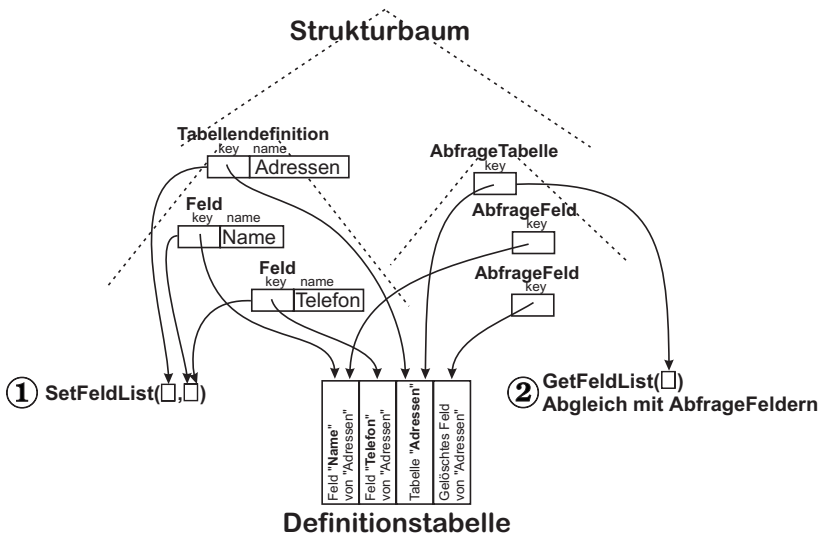 Strukturbaum
Tabellendefinition
key name
Adressen
Feld
key name
Name
Feld
key name
Telefon
AbfrageTabelle
key
AbfrageFeld
key
AbfrageFeld
key
1 SetFeldList(□,□)
2 GetFeldList(□)
Abgleich mit AbfrageFeldern
Feld "Name"
von "Adressen"
Feld "Telefon"
von "Adressen"
Tabelle "Adressen"
Gelöschtes Feld
von "Adressen"
Definitionstabelle